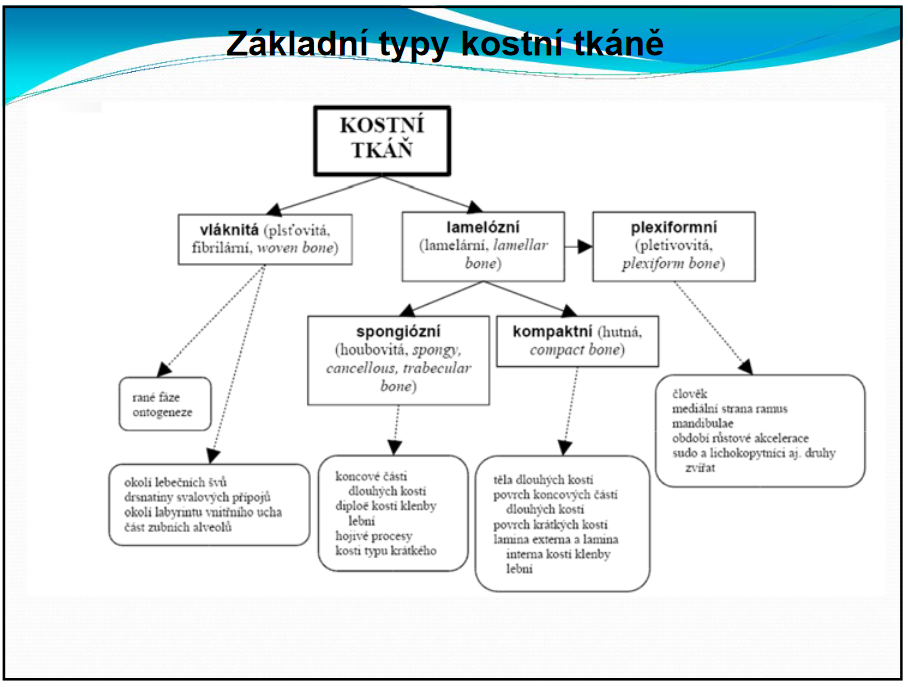 Základní typy kostní tkáně
KOSTNÍ
TKÁŇ
vláknitá (plsťovitá,
fibrilární, woven bone)
lamelózní
(lamelární, lamellar
bone)
plexiformní
(pletivovitá,
plexiform bone)
spongiózní
(houbovitá, spongy,
cancellous, trabecular
bone)
kompaktní (hutná,
compact bone)
rané fáze
ontogeneze
člověk
mediální strana ramus
mandibulae
období růstové akcelerace
sudo a lichokopytníci aj. druhy
zvířat
okolí lebečních švů
drsnatiny svalových přípojů
okolí labyrintu vnitřního ucha
část zubních alveolů
koncové části
dlouhých kostí
diploë kostí klenby
lební
hojivé procesy
kosti typu krátkého
těla dlouhých kostí
povrch koncových částí
dlouhých kostí
povrch krátkých kostí
lamina externa a lamina
interna kostí klenby
lební